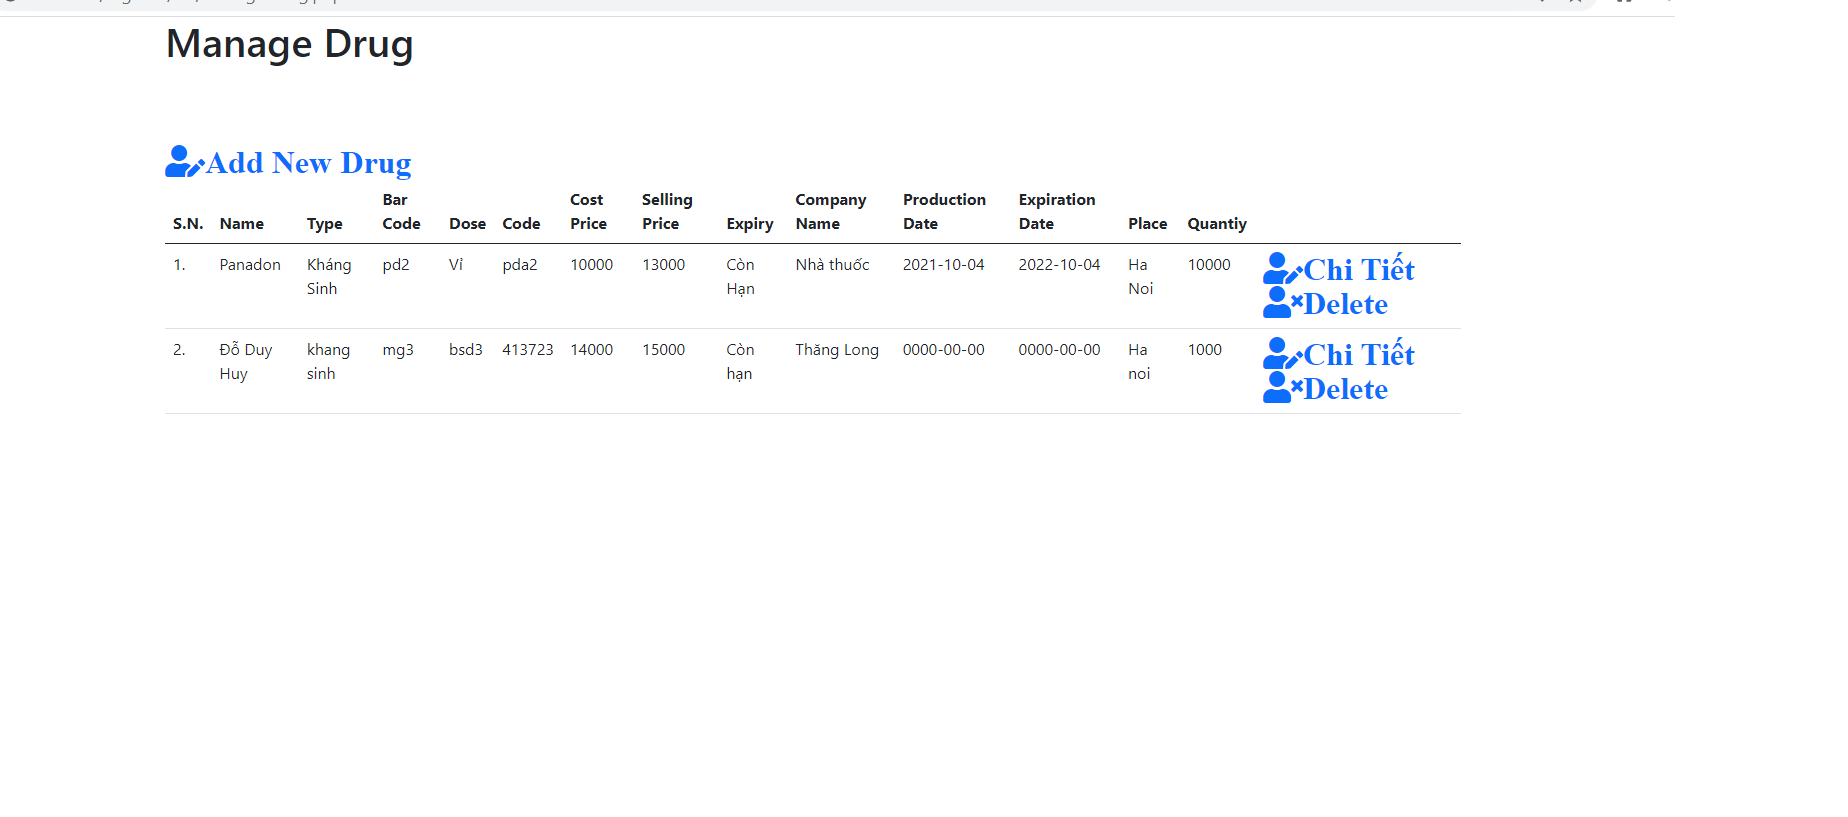 Manage Drug
Add New Drug
S.N. Name Type Bar Code Dose Code Cost Price Selling Price Expiry Company Name Production Date Expiration Date Place Quantiy
1. Panadon Kháng Sinh pd2 Vỉ pda2 10000 13000 Còn Hạn Nhà thuốc 2021-10-04 2022-10-04 Ha Noi 10000 Chi Tiết
Delete
2. Đỗ Duy Huy khang sinh mg3 bsd3 413723 14000 15000 Còn hạn Thăng Long 0000-00-00 0000-00-00 Ha noi 1000 Chi Tiết
Delete